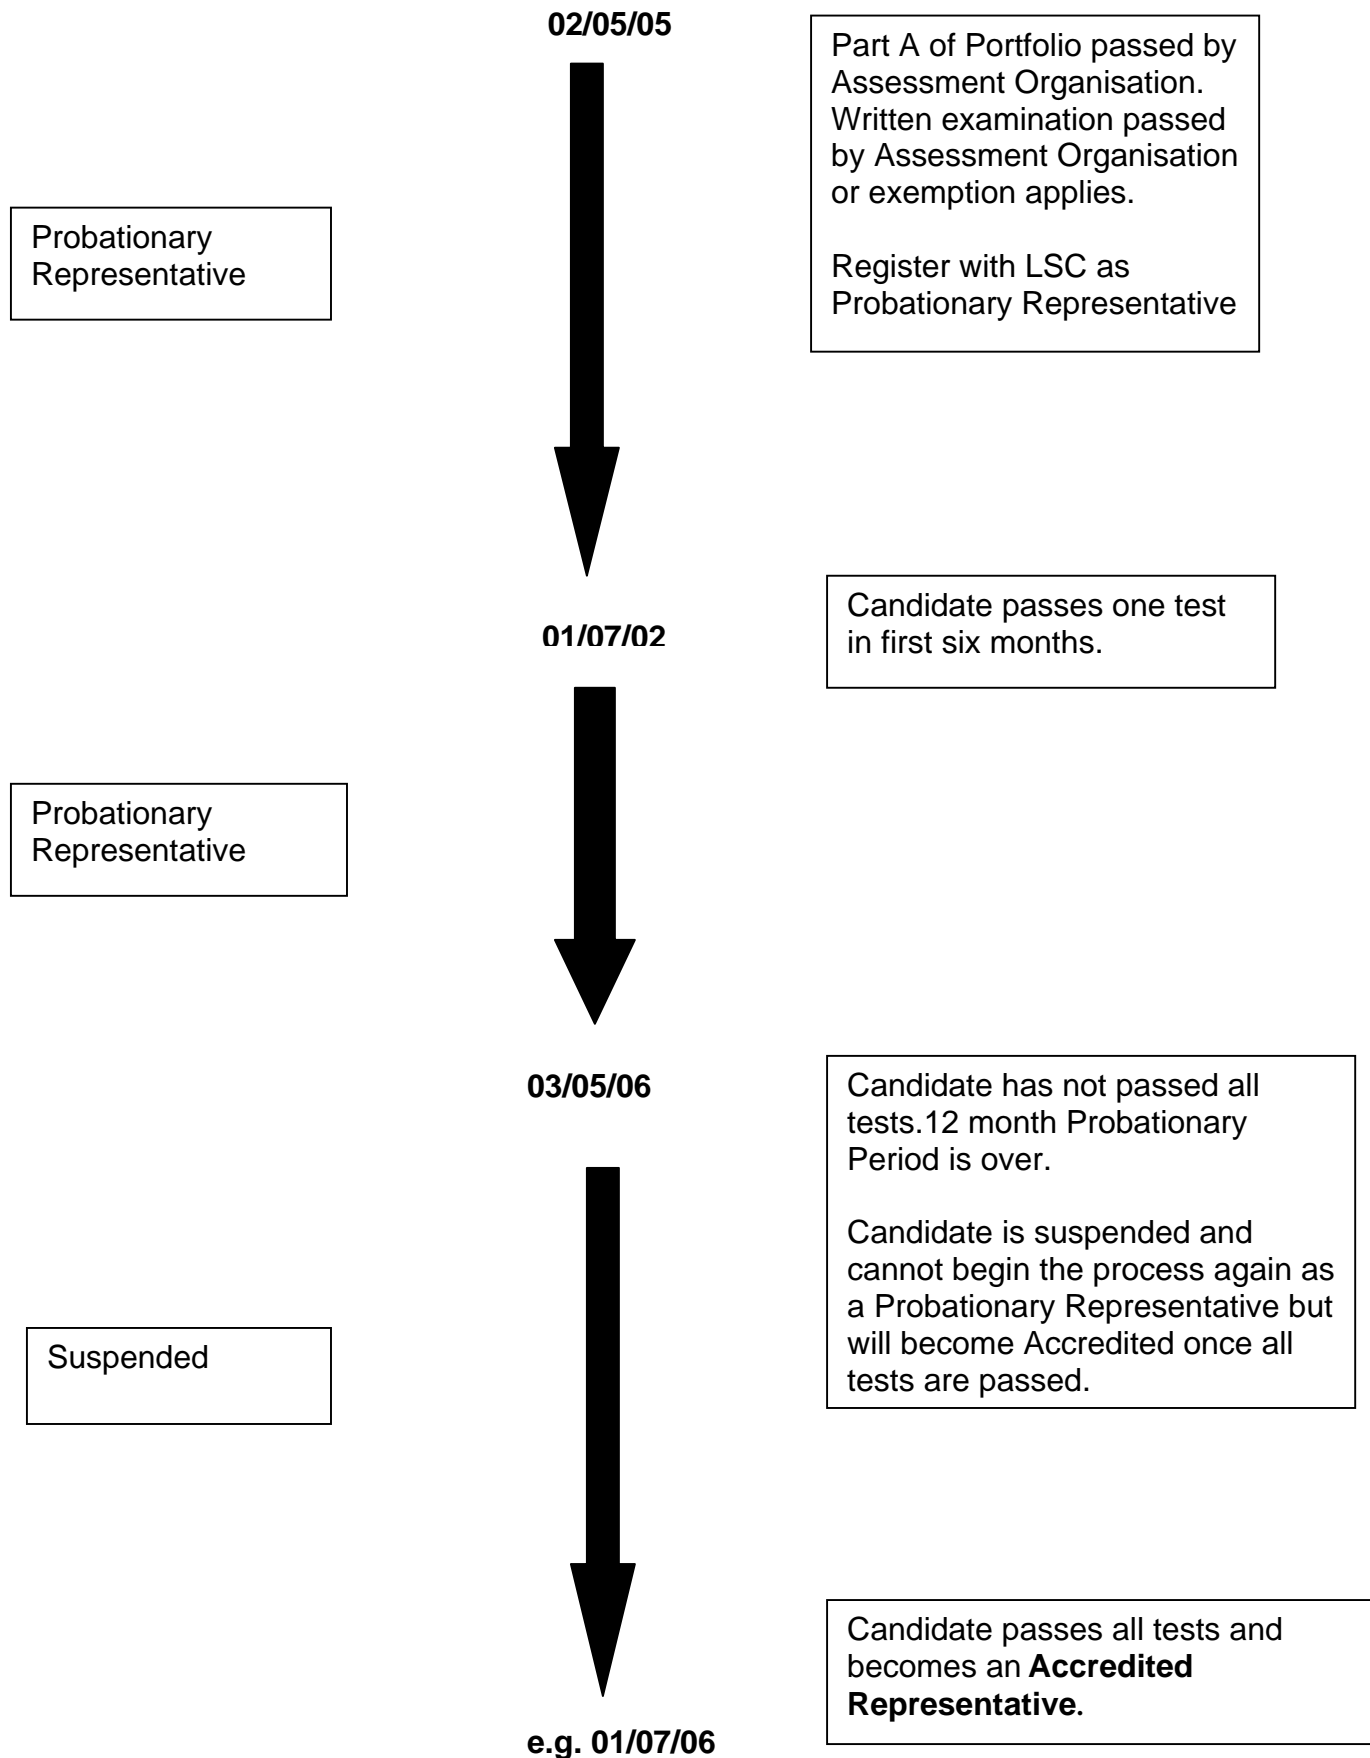 02/05/05
Part A of Portfolio passed by
Assessment Organisation.
Written examination passed
by Assessment Organisation
or exemption applies.
Register with LSC as
Probationary Representative
Probationary
Representative
01/07/02
Candidate passes one test
in first six months.
Probationary
Representative
03/05/06
Candidate has not passed all
tests.12 month Probationary
Period is over.
Candidate is suspended and
cannot begin the process again as
a Probationary Representative but
will become Accredited once all
tests are passed.
Suspended
Candidate passes all tests and
becomes an Accredited
Representative.
e.g. 01/07/06